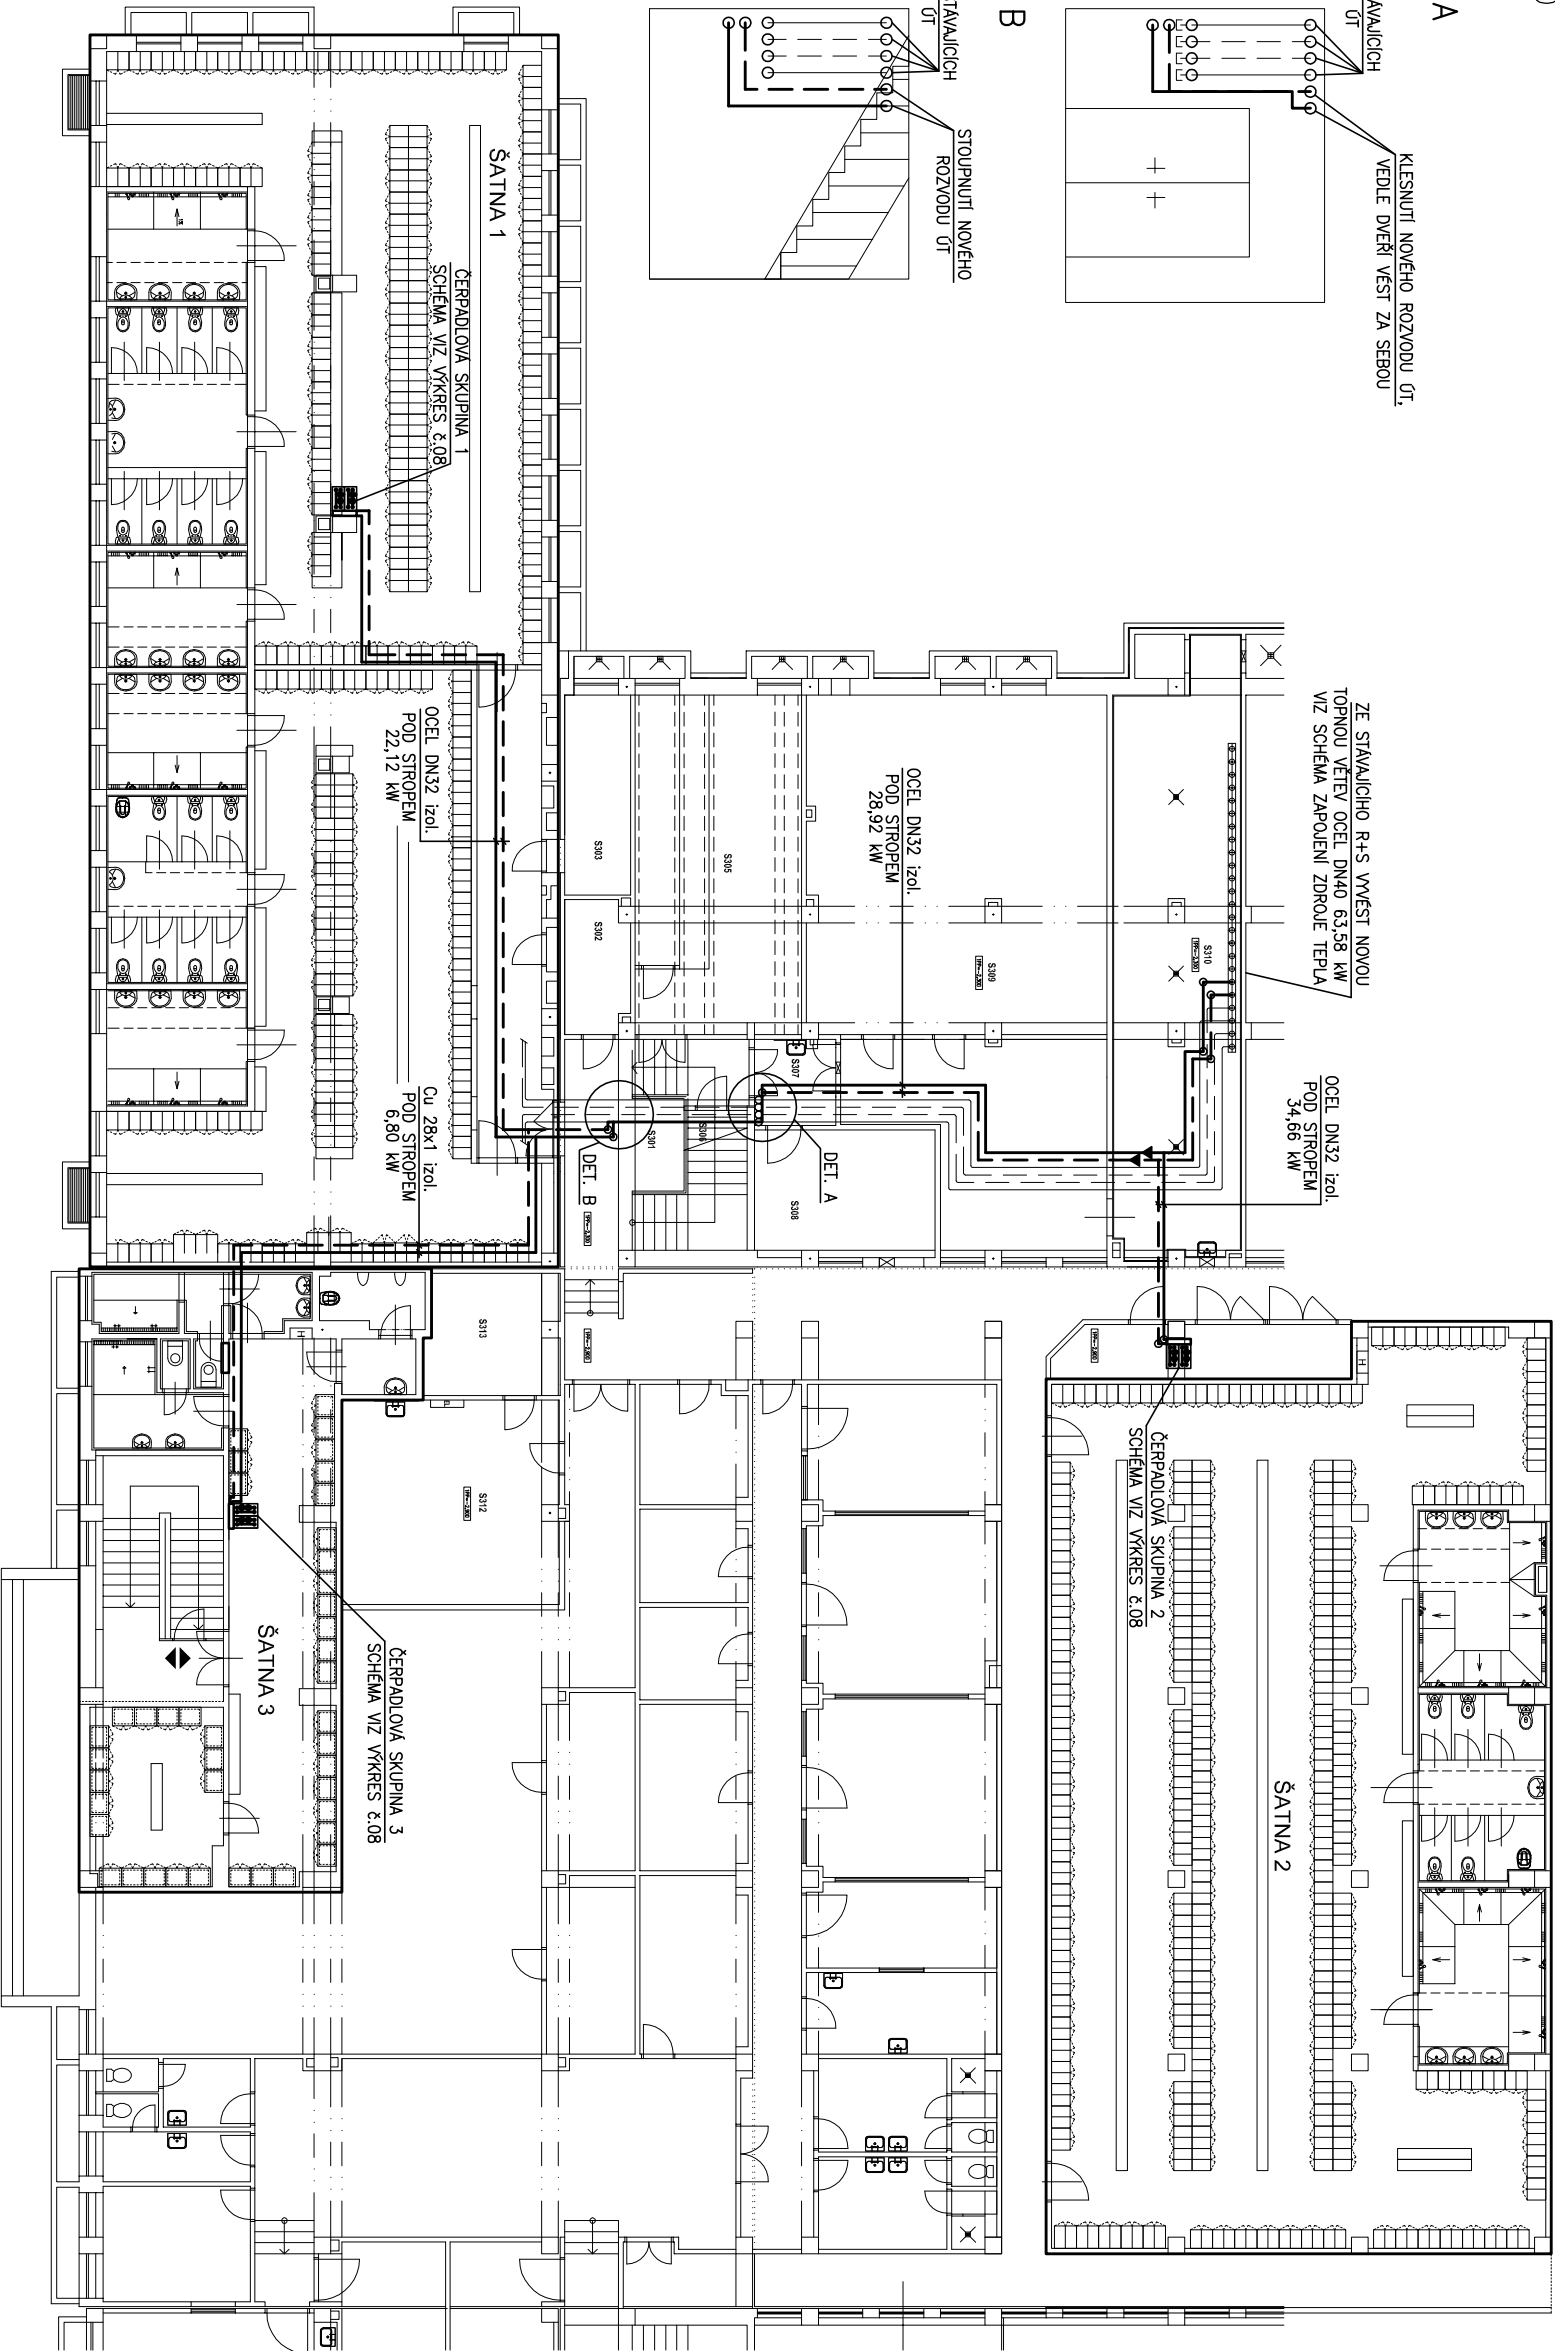 A
STÁVAJÍCÍCH
ÚT
KLESNUTÍ NOVÉHO ROZVODU ÚT,
VEDLE DVEŘÍ VÉST ZA SEBOU
B
STÁVAJÍCÍCH
ÚT
STOUPNUTÍ NOVÉHO
ROZVODU ÚT
ZE STÁVAJÍCÍHO R+S VYVÉST NOVOU
TOPNOU VĚTEV OCEL DN40 63,58 kW
VIZ SCHÉMA ZAPOJENÍ ZDROJE TEPLA
OCEL DN32 izol.
POD STROPEM
34,66 kW
OCEL DN32 izol.
POD STROPEM
28,92 kW
S310
S309
S305
S303
S302
S307
S306
S301
S308
DET. A
DET. B
ŠATNA 1
ČERPADLOVÁ SKUPINA 1
SCHÉMA VIZ VÝKRES č.08
OCEL DN32 izol.
POD STROPEM
22,12 kW
Cu 28x1 izol.
POD STROPEM
6,80 kW
ČERPADLOVÁ SKUPINA 2
SCHÉMA VIZ VÝKRES č.08
ŠATNA 2
H
S313
S312
H
ČERPADLOVÁ SKUPINA 3
SCHÉMA VIZ VÝKRES č.08
ŠATNA 3